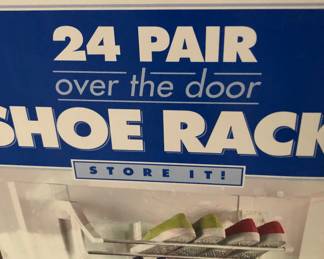 24 PAIR
over the door
SHOE RACK
STORE IT!